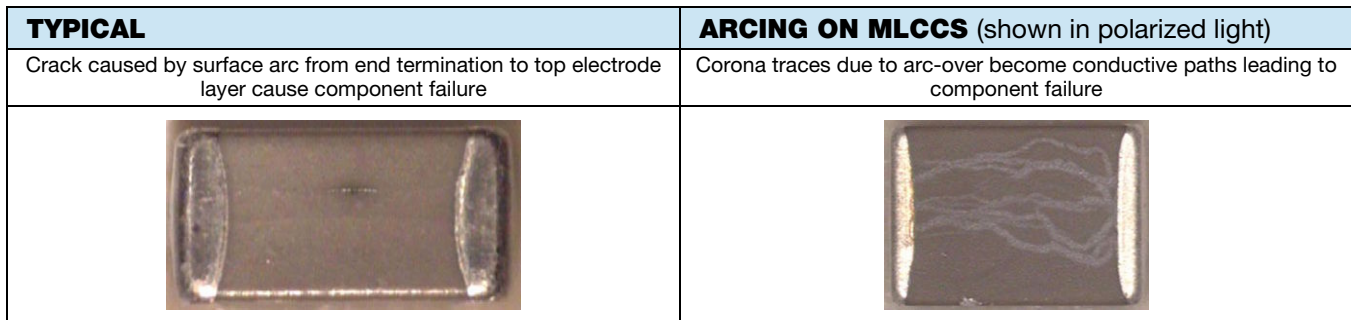 TYPICAL
ARCING ON MLCCS (shown in polarized light)
Crack caused by surface arc from end termination to top electrode
layer cause component failure
Corona traces due to arc-over become conductive paths leading to
component failure